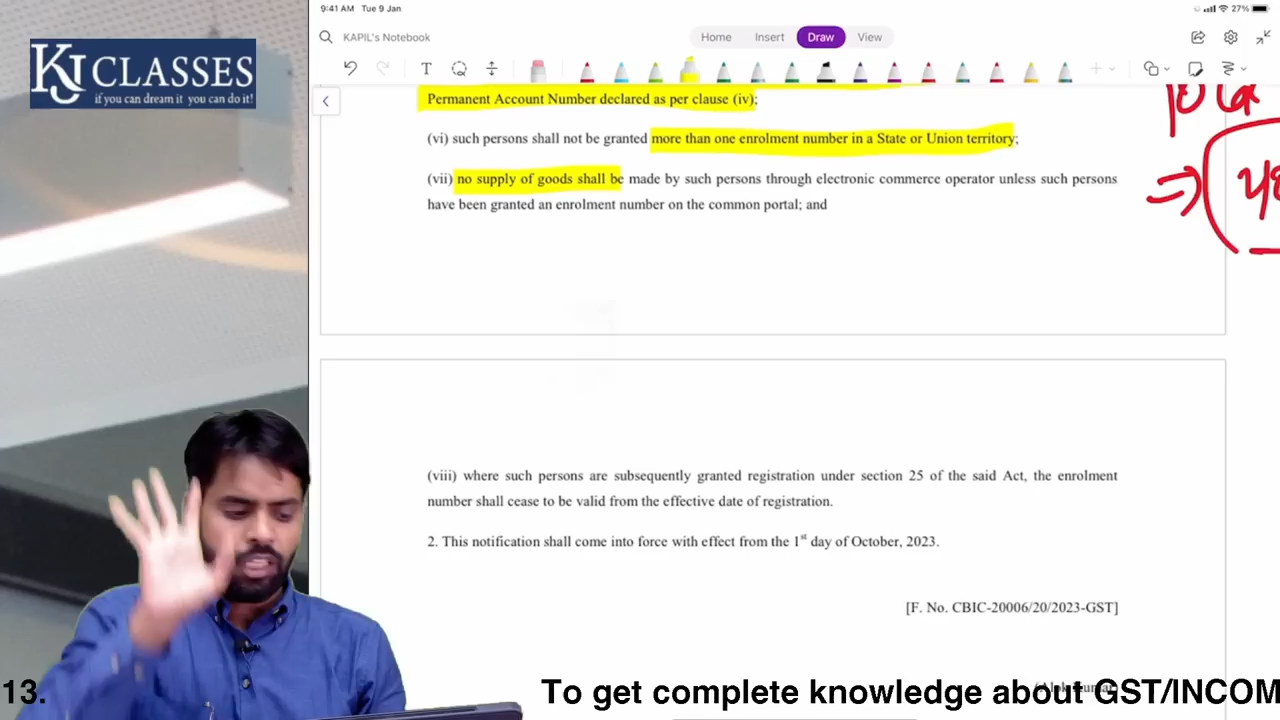 9:41 AM Tue 9 Jan
27%
KAPIL's Notebook
Home Insert Draw View
KJ CLASSES
if you can dream it you can do it!
Permanent Account Number declared as per clause (iv);
(vi) such persons shall not be granted more than one enrolment number in a State or Union territory;
(vii) no supply of goods shall be made by such persons through electronic commerce operator unless such persons
have been granted an enrolment number on the common portal; and
(viii) where such persons are subsequently granted registration under section 25 of the said Act, the enrolment
number shall cease to be valid from the effective date of registration.
2. This notification shall come into force with effect from the 1st day of October, 2023.
[F. No. CBIC-20006/20/2023-GST]
13. To get complete knowledge about GST/INCOM